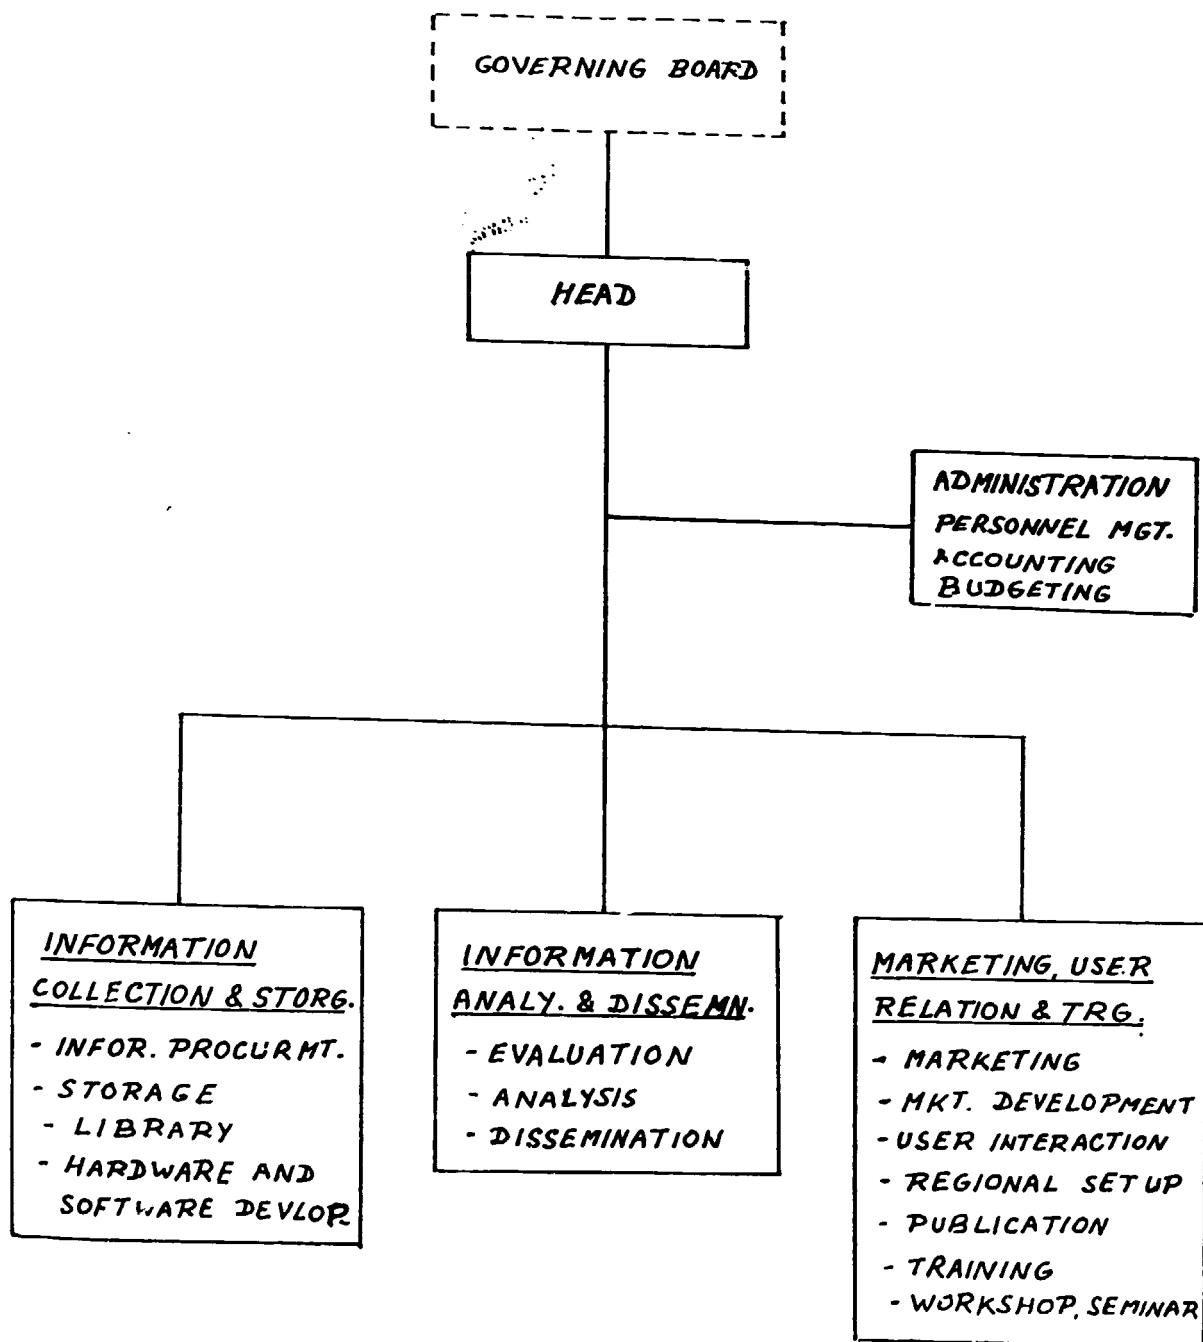 GOVERNING BOARD
HEAD
ADMINISTRATION
PERSONNEL MGT.
ACCOUNTING
BUDGETING
INFORMATION
COLLECTION & STORG.
- INFOR. PROCURMT.
- STORAGE
- LIBRARY
- HARDWARE AND
SOFTWARE DEVLOP.
INFORMATION
ANALY. & DISSEMN.
- EVALUATION
- ANALYSIS
- DISSEMINATION
MARKETING, USER
RELATION & TRG.
- MARKETING
- MKT. DEVELOPMENT
- USER INTERACTION
- REGIONAL SET UP
- PUBLICATION
- TRAINING
- WORKSHOP, SEMINAR